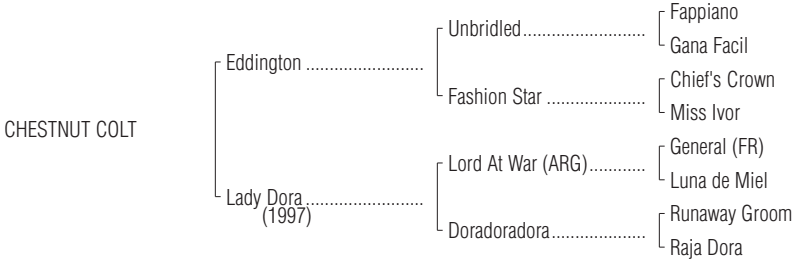 Fappiano
Unbridled..........................
Gana Facil
Eddington .........................
Chief's Crown
Fashion Star .....................
Miss Ivor
CHESTNUT COLT
General (FR)
Lord At War (ARG)............
Luna de Miel
Lady Dora.........................
(1997)
Runaway Groom
Doradoradora....................
Raja Dora